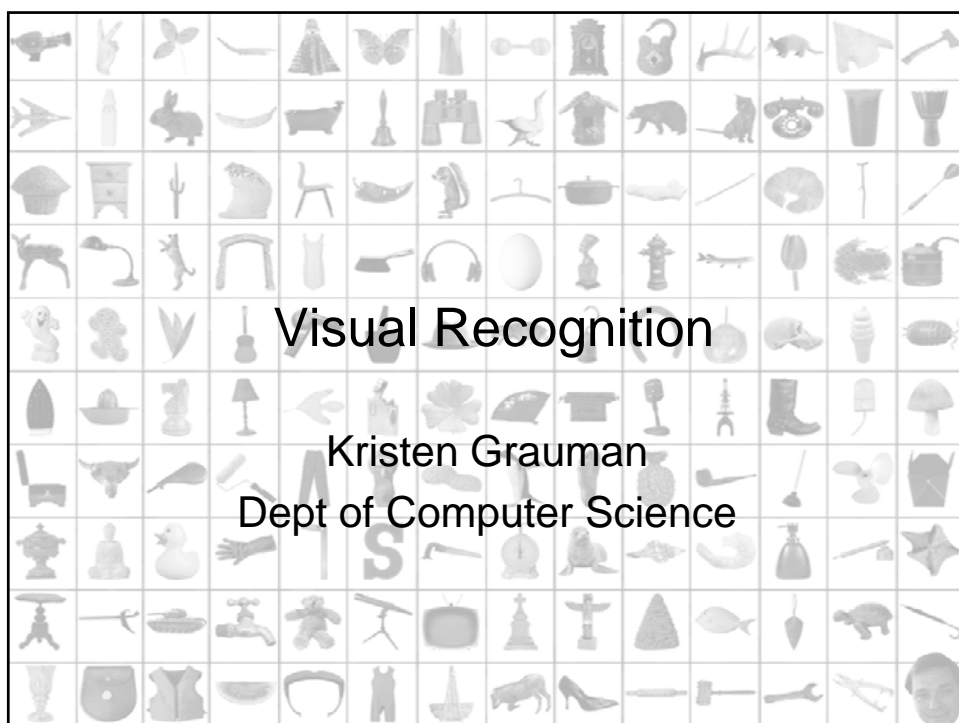 Visual Recognition
Kristen Grauman
Dept of Computer Science